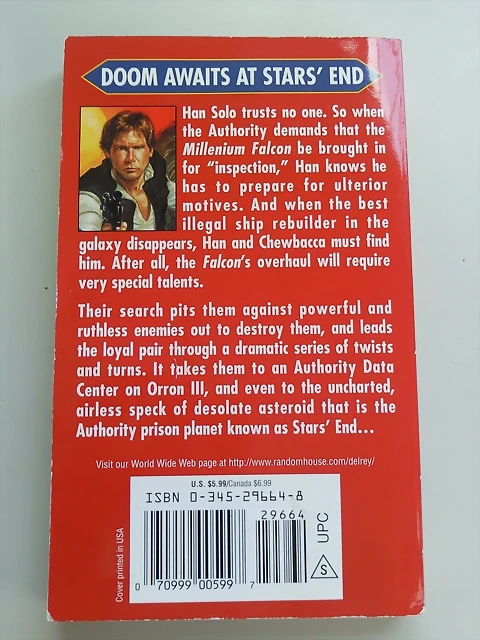 DOOM AWAITS AT STARS' END
Han Solo trusts no one. So when
the Authority demands that the
Millenium Falcon be brought in
for "inspection," Han knows he
has to prepare for ulterior
motives. And when the best
illegal ship rebuilder in the
galaxy disappears, Han and Chewbacca must find
him. After all, the Falcon's overhaul will require
very special talents.
Their search pits them against powerful and
ruthless enemies out to destroy them, and leads
the loyal pair through a dramatic series of twists
and turns. It takes them to an Authority Data
Center on Orron III, and even to the uncharted,
airless speck of desolate asteroid that is the
Authority prison planet known as Stars' End...
Visit our World Wide Web page at http://www.randomhouse.com/delrey/
U.S. $5.99/Canada $6.99
ISBN 0-345-29664-8
29664
0 70999 00599 7
UPC
S
Cover printed in USA